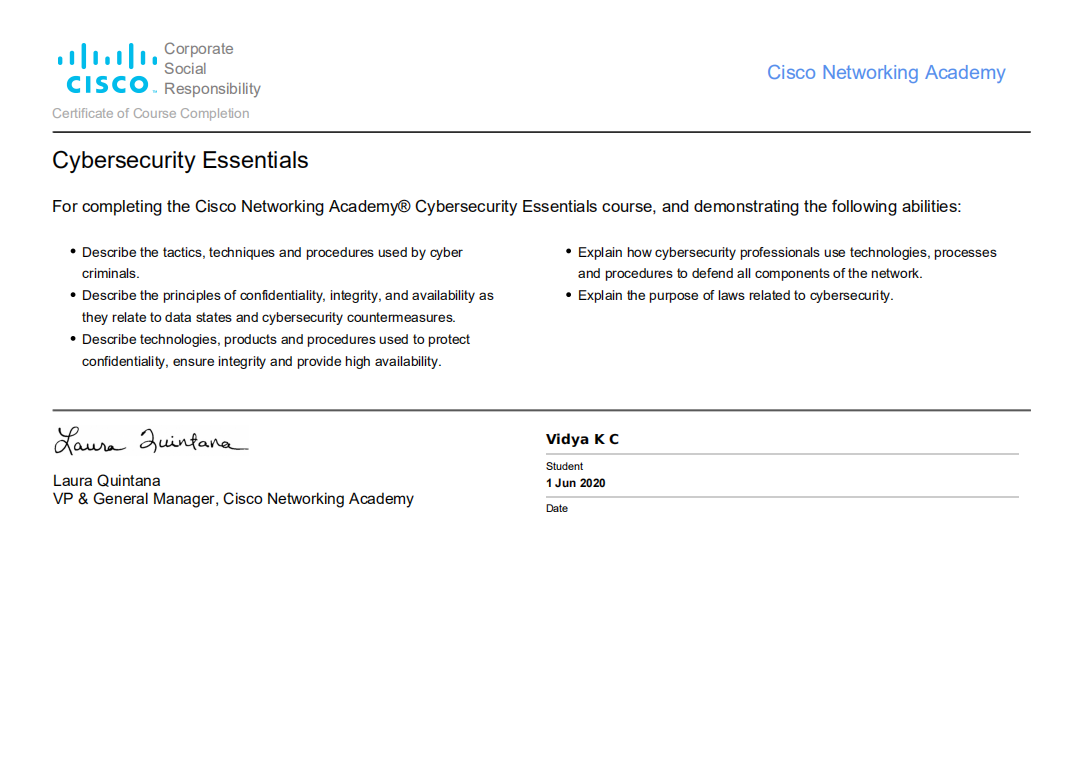 Corporate
Social
Responsibility
CISCO™
Cisco Networking Academy
Certificate of Course Completion
Cybersecurity Essentials
For completing the Cisco Networking Academy® Cybersecurity Essentials course, and demonstrating the following abilities:
• Describe the tactics, techniques and procedures used by cyber
criminals.
• Describe the principles of confidentiality, integrity, and availability as
they relate to data states and cybersecurity countermeasures.
• Describe technologies, products and procedures used to protect
confidentiality, ensure integrity and provide high availability.
• Explain how cybersecurity professionals use technologies, processes
and procedures to defend all components of the network.
• Explain the purpose of laws related to cybersecurity.
Laura Quintana
Laura Quintana
VP & General Manager, Cisco Networking Academy
Vidya K C
Student
1 Jun 2020
Date